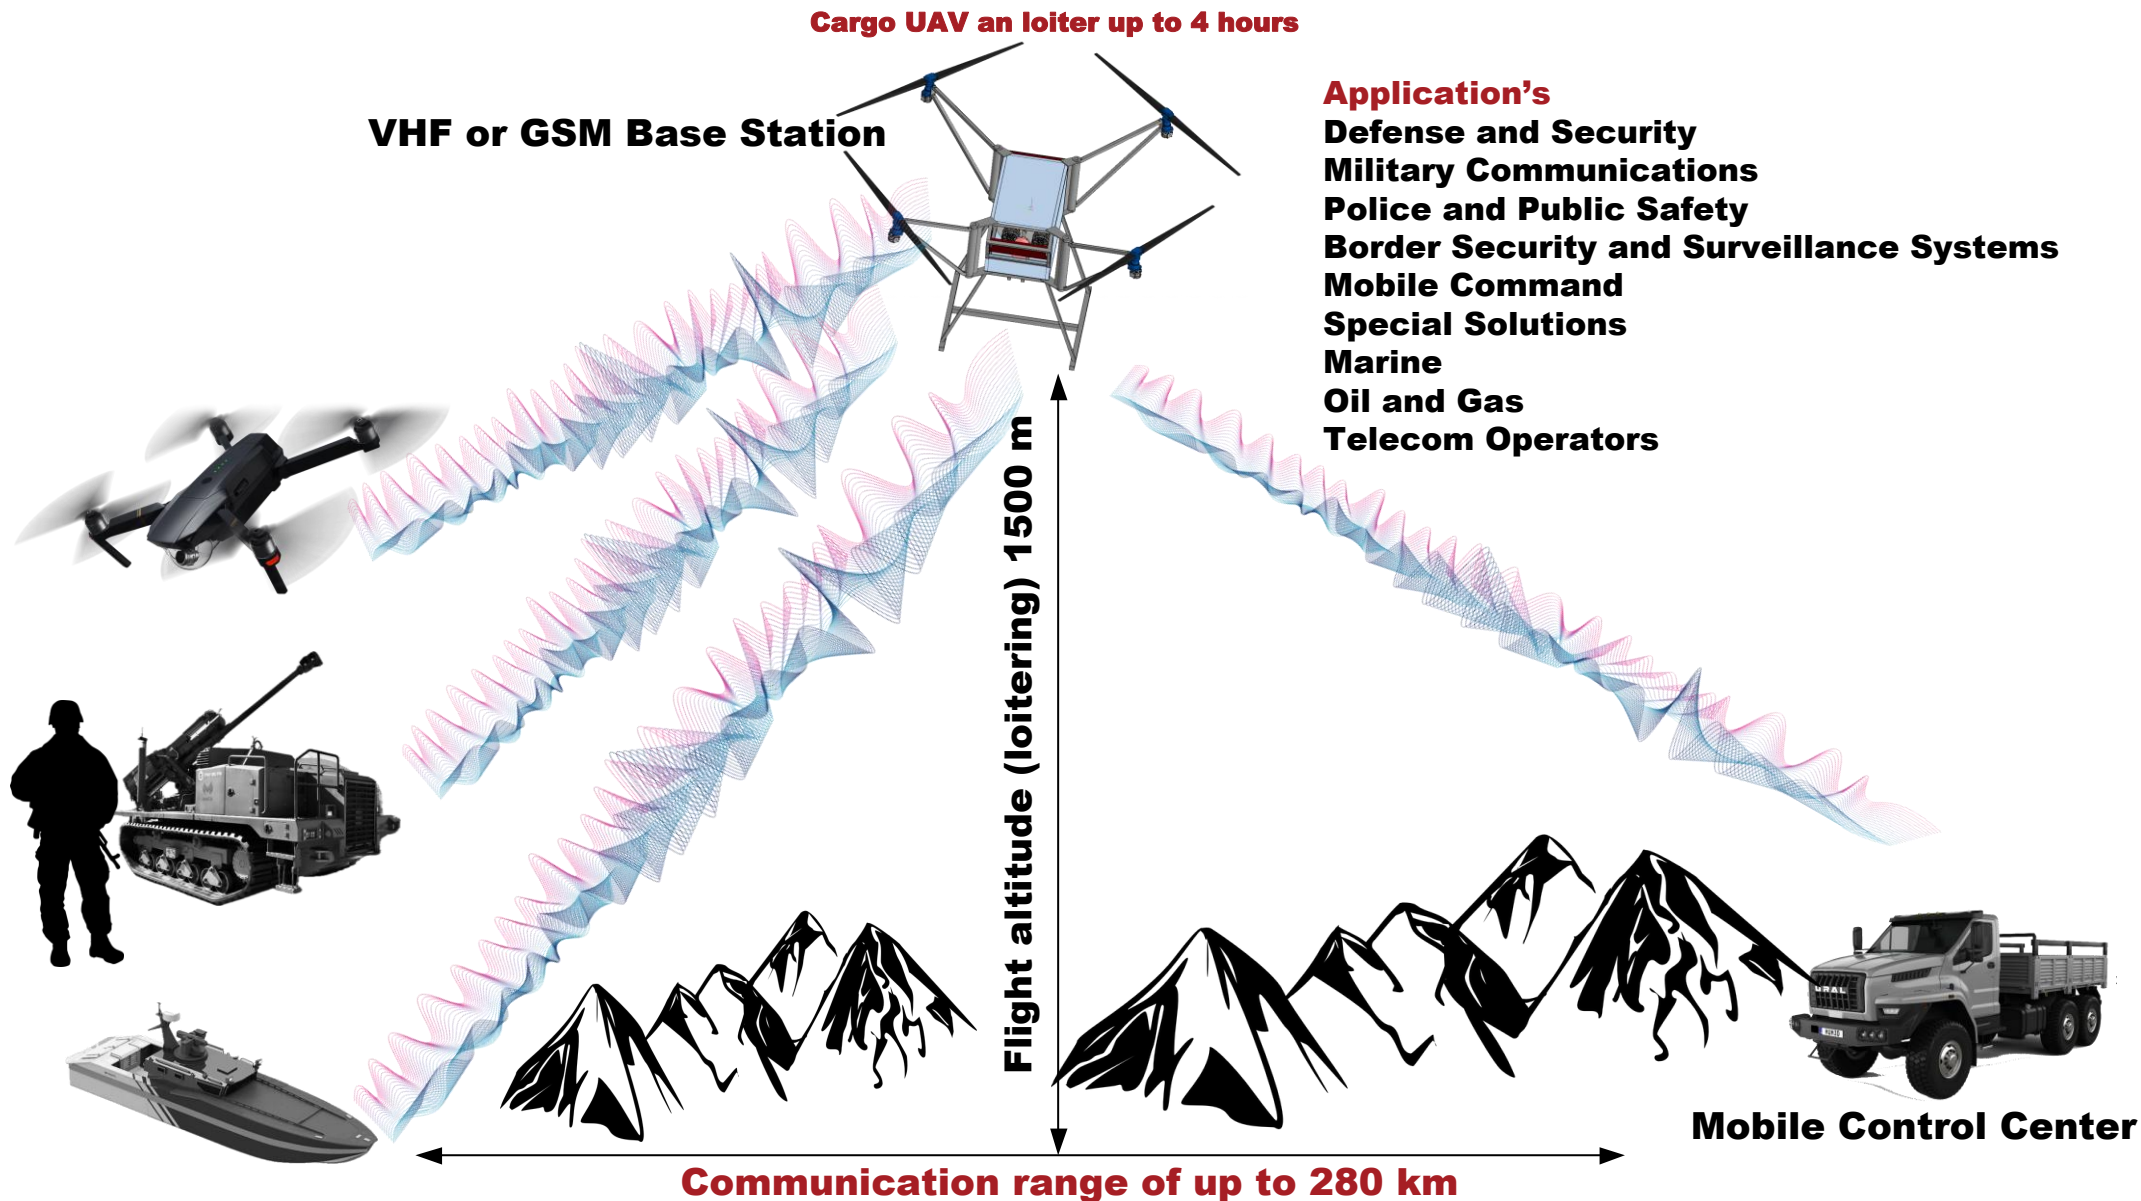 Cargo UAV an loiter up to 4 hours
VHF or GSM Base Station
Application’s
Defense and Security
Military Communications
Police and Public Safety
Border Security and Surveillance Systems
Mobile Command
Special Solutions
Marine
Oil and Gas
Telecom Operators
Flight altitude (loitering) 1500 m
URAL
Mobile Control Center
Communication range of up to 280 km